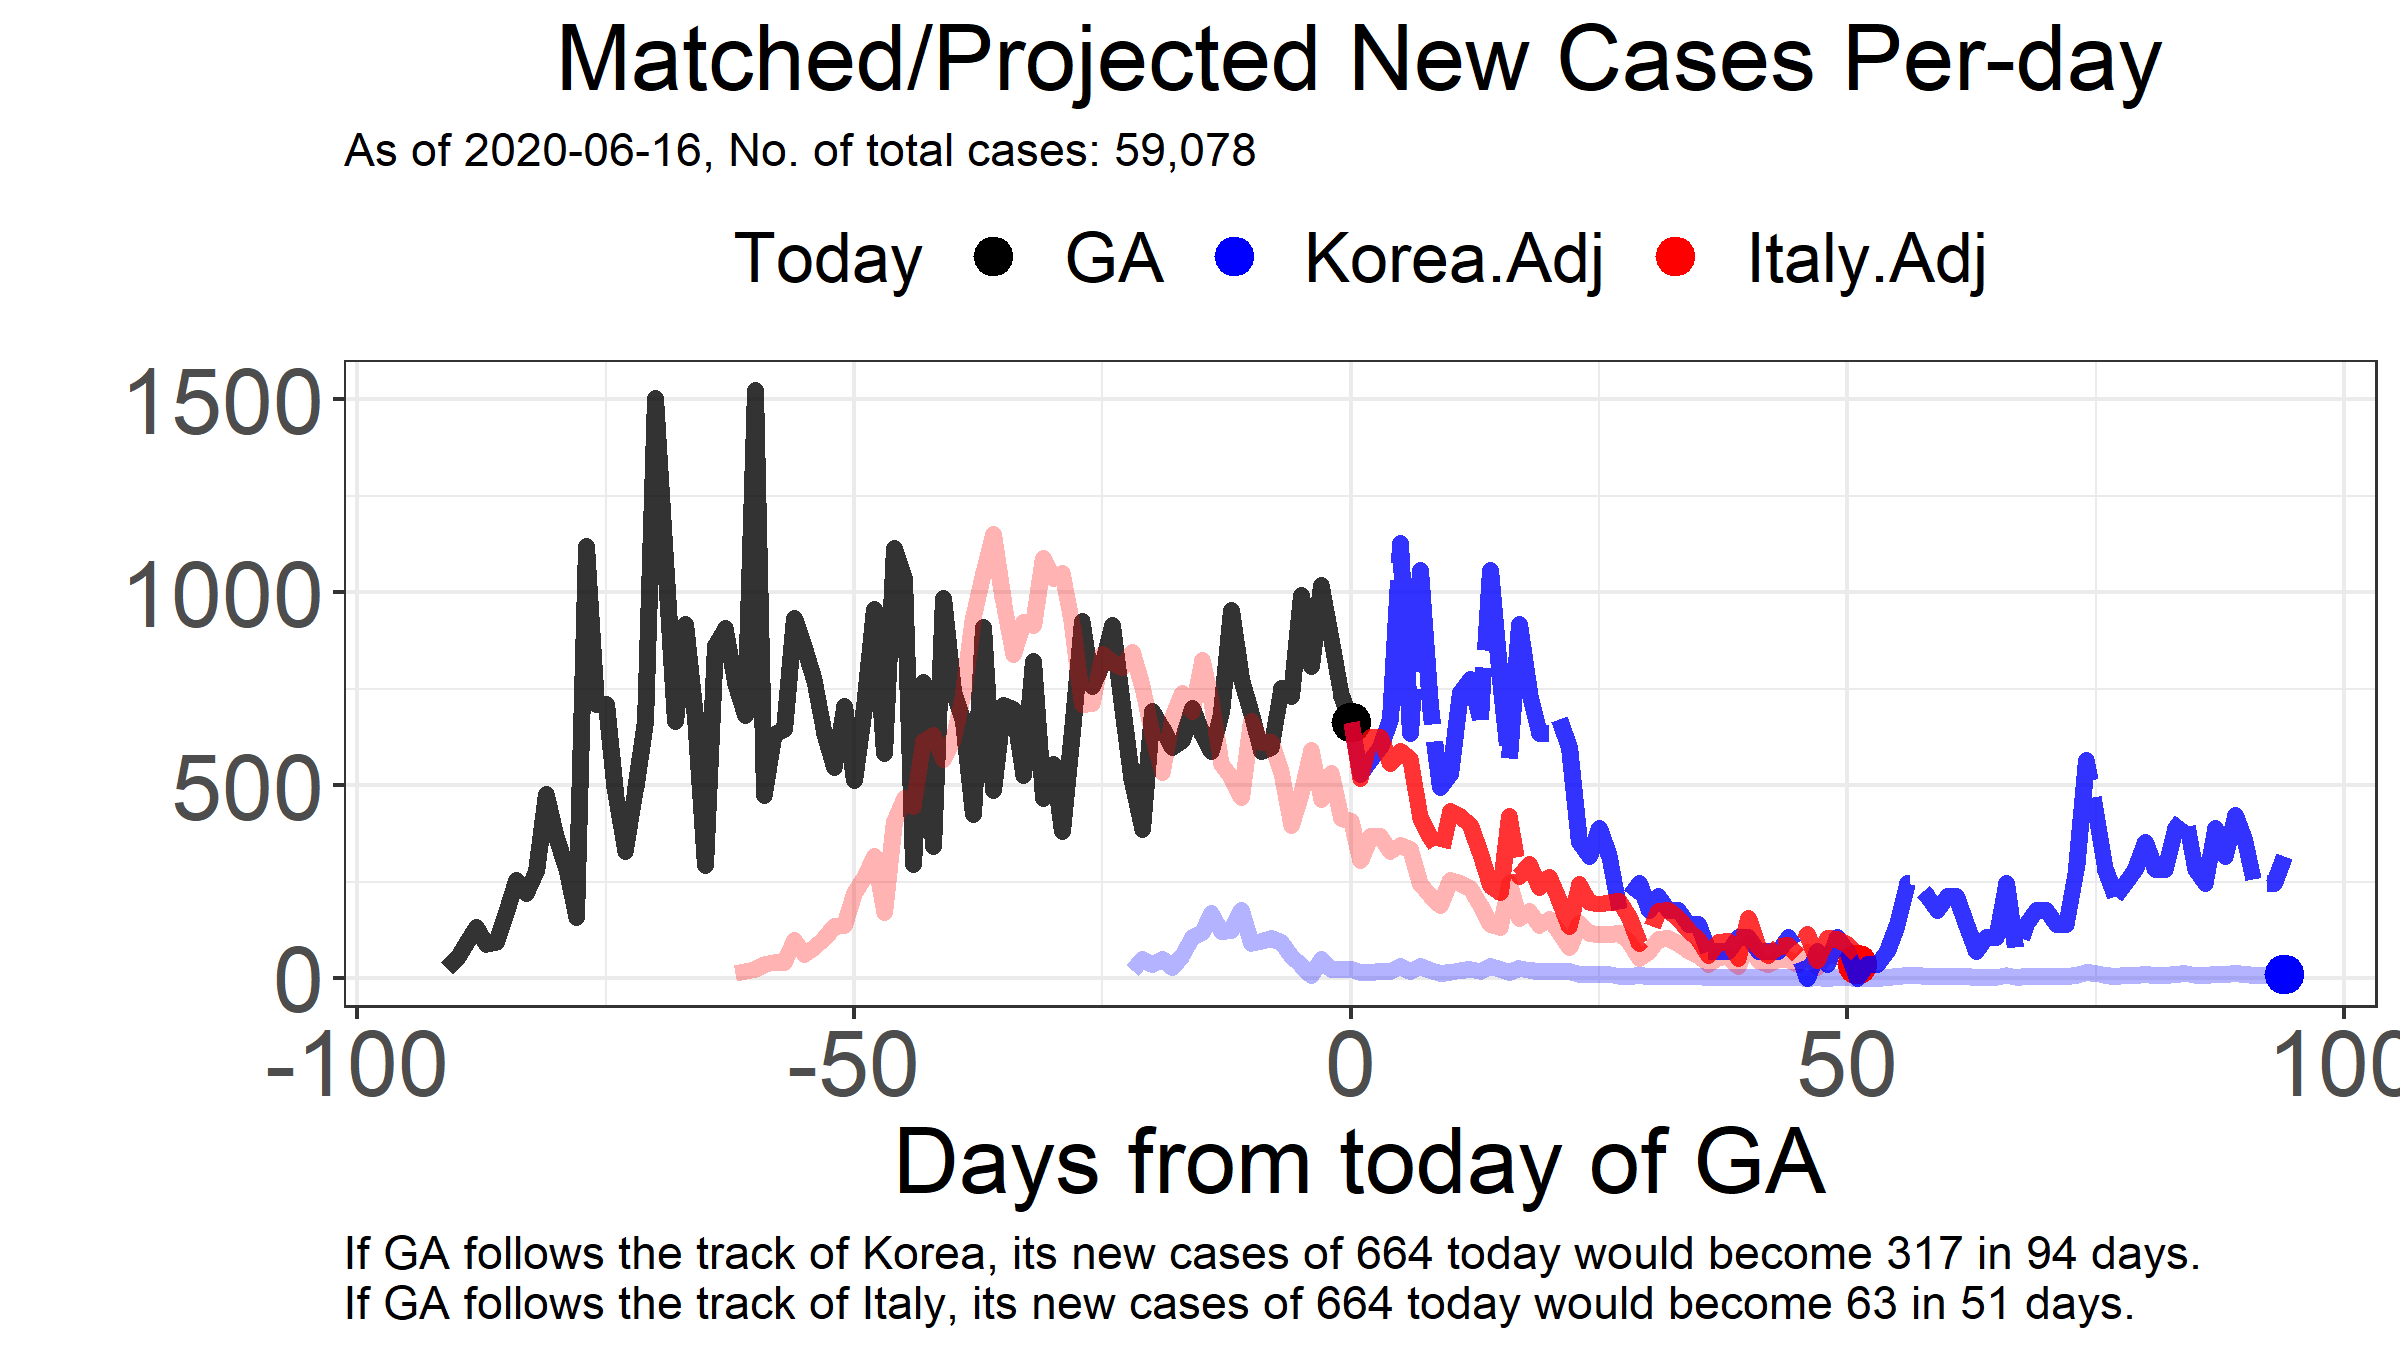 Matched/Projected New Cases Per-day
As of 2020-06-16, No. of total cases: 59,078
Today GA Korea.Adj Italy.Adj
1500
1000
500
0
-100 -50 0 50 100
Days from today of GA
If GA follows the track of Korea, its new cases of 664 today would become 317 in 94 days.
If GA follows the track of Italy, its new cases of 664 today would become 63 in 51 days.